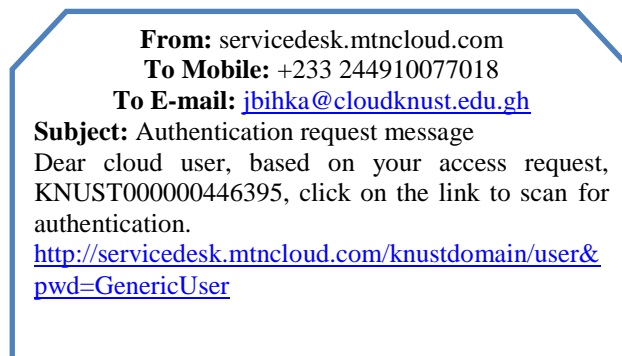 From: servicedesk.mtncloud.com
To Mobile: +233 244910077018
To E-mail: jbihka@cloudknust.edu.gh
Subject: Authentication request message
Dear cloud user, based on your access request,
KNUST000000446395, click on the link to scan for
authentication.
http://servicedesk.mtncloud.com/knustdomain/user&
pwd=GenericUser